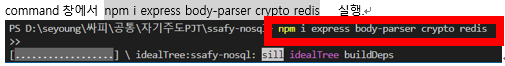 command 창에서 npm i express body-parser crypto redis 실행.
PS D:\seyoung\싸피\공통\자기주도PJT\ssafy-nosql> npm i express body-parser crypto redis
>>
[.................] \ idealTree:ssafy-nosql: sill idealTree buildDeps